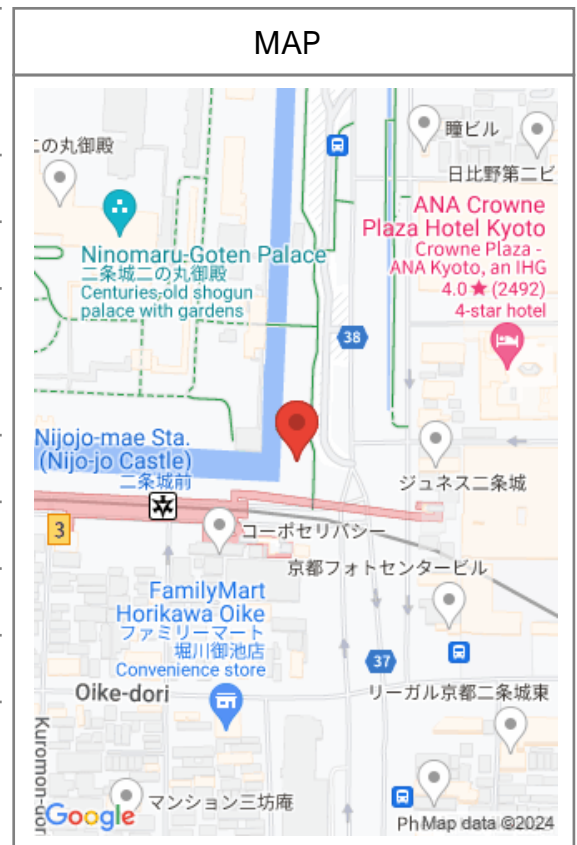 MAP
二の丸御殿
瞳ビル
日比野第二ビ
ANA Crowne
Plaza Hotel Kyoto
Crowne Plaza -
ANA Kyoto, an IHG
4.0★ (2492)
4-star hotel
Ninomaru-Goten Palace
二条城二の丸御殿
Centuries-old shogun
palace with gardens
38
Nijojo-mae Sta.
(Nijo-jo Castle)
二条城前
ジュネス二条城
3
コーポセリバシー
京都フォトセンタービル
FamilyMart
Horikawa Oike
ファミリーマート
堀川御池店
Convenience store
37
Oike-dori
リーガル京都二条城東
Kuromon-dor
マンション三坊庵
Google
Map data ©2024